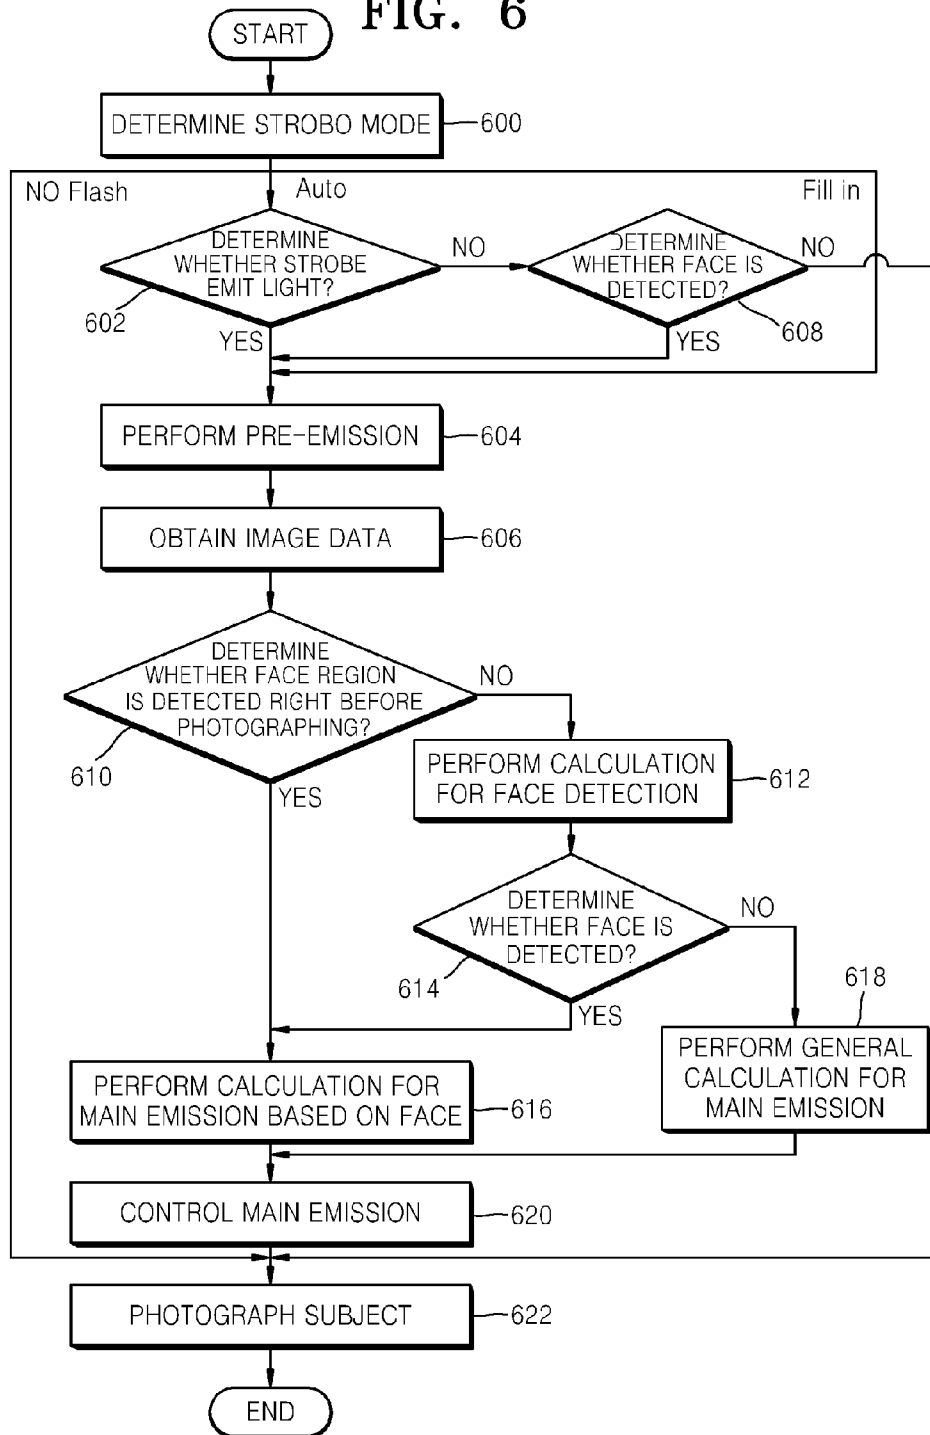 FIG. 6
START
DETERMINE STROBO MODE
600
NO Flash
Auto
Fill in
DETERMINE
WHETHER STROBE
EMIT LIGHT?
602
NO
YES
DETERMINE
WHETHER FACE IS
DETECTED?
608
NO
YES
PERFORM PRE-EMISSION
604
OBTAIN IMAGE DATA
606
DETERMINE
WHETHER FACE REGION
IS DETECTED RIGHT BEFORE
PHOTOGRAPHING?
610
NO
YES
PERFORM CALCULATION
FOR FACE DETECTION
612
DETERMINE
WHETHER FACE IS
DETECTED?
614
NO
YES
618
PERFORM GENERAL
CALCULATION FOR
MAIN EMISSION
PERFORM CALCULATION FOR
MAIN EMISSION BASED ON FACE
616
CONTROL MAIN EMISSION
620
PHOTOGRAPH SUBJECT
622
END